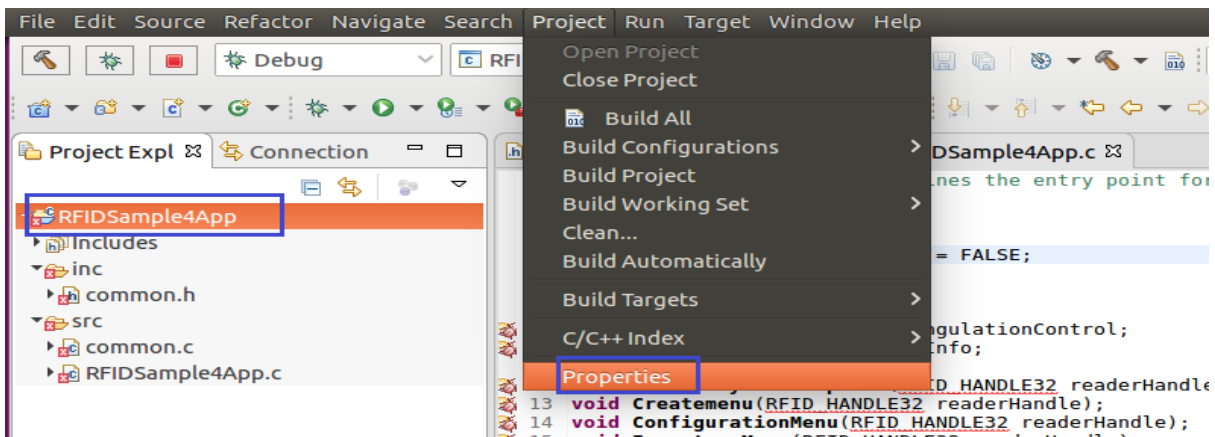 File Edit Source Refactor Navigate Search Project Run Target Window Help
Debug
RFI
Open Project
Close Project
Build All
Build Configurations
Build Project
Build Working Set
Clean...
Build Automatically
Build Targets
C/C++ Index
Properties
Project Expl
Connection
RFIDSample4App
Includes
inc
common.h
src
common.c
RFIDSample4App.c
DSample4App.c
nes the entry point for
= FALSE;
ngulationControl;
nfo;
ID_HANDLE32 readerHandle
13 void Createmenu(RFID_HANDLE32 readerHandle);
14 void ConfigurationMenu(RFID_HANDLE32 readerHandle);